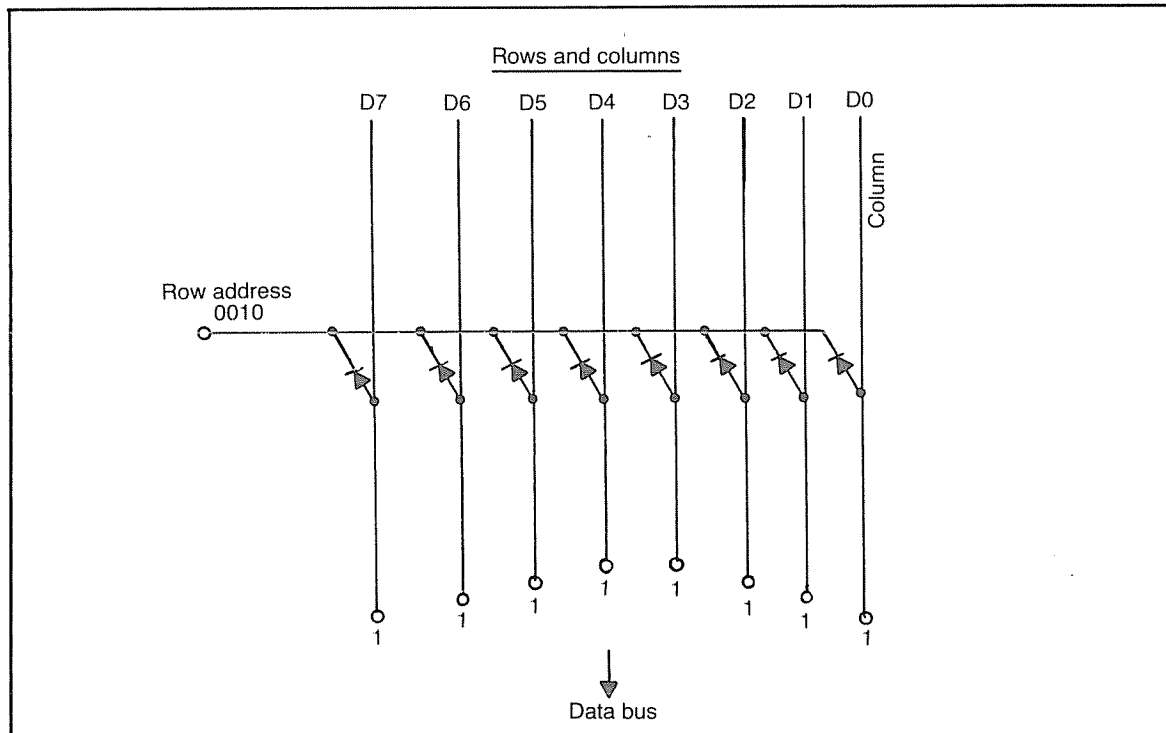 Rows and columns
D7 D6 D5 D4 D3 D2 D1 D0
Column
Row address
0010
1 1 1 1 1 1 1 1
Data bus